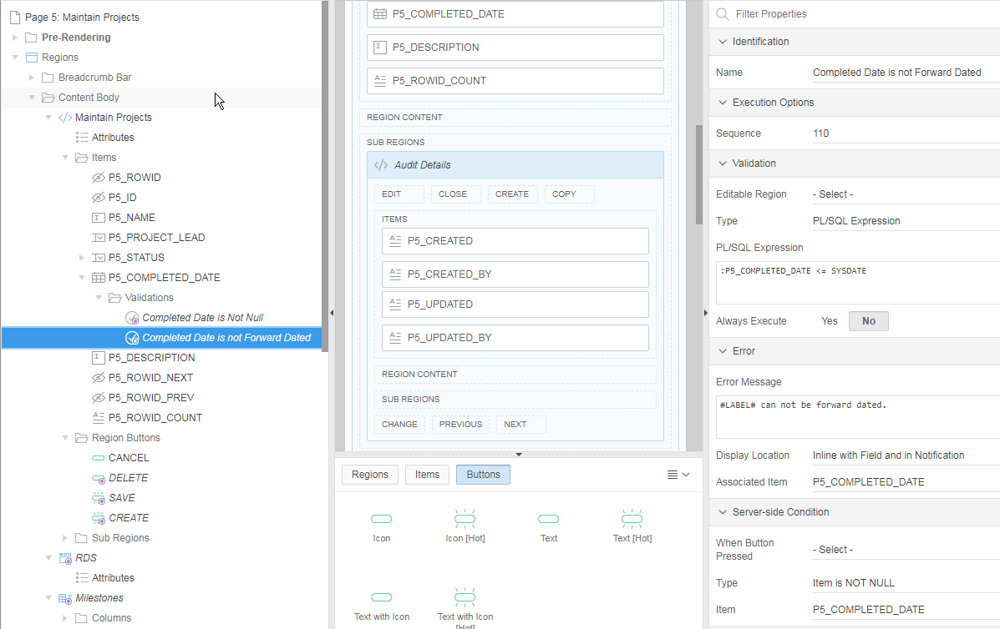 Page 5: Maintain Projects
Pre-Rendering
Regions
Breadcrumb Bar
Content Body
Maintain Projects
Attributes
Items
P5_ROWID
P5_ID
P5_NAME
P5_PROJECT_LEAD
P5_STATUS
P5_COMPLETED_DATE
Validations
Completed Date is Not Null
Completed Date is not Forward Dated
P5_DESCRIPTION
P5_ROWID_NEXT
P5_ROWID_PREV
P5_ROWID_COUNT
Region Buttons
CANCEL
DELETE
SAVE
CREATE
Sub Regions
RDS
Attributes
Milestones
Columns
P5_COMPLETED_DATE
P5_DESCRIPTION
P5_ROWID_COUNT
REGION CONTENT
SUB REGIONS
Audit Details
EDIT CLOSE CREATE COPY
ITEMS
P5_CREATED
P5_CREATED_BY
P5_UPDATED
P5_UPDATED_BY
REGION CONTENT
SUB REGIONS
CHANGE PREVIOUS NEXT
Regions Items Buttons
Icon Icon [Hot] Text Text [Hot]
Text with Icon Text with Icon
[Hot]
Filter Properties
Identification
Name Completed Date is not Forward Dated
Execution Options
Sequence 110
Validation
Editable Region - Select -
Type PL/SQL Expression
PL/SQL Expression
:P5_COMPLETED_DATE <= SYSDATE
Always Execute Yes No
Error
Error Message
#LABEL# can not be forward dated.
Display Location Inline with Field and in Notification
Associated Item P5_COMPLETED_DATE
Server-side Condition
When Button
Pressed - Select -
Type Item is NOT NULL
Item P5_COMPLETED_DATE